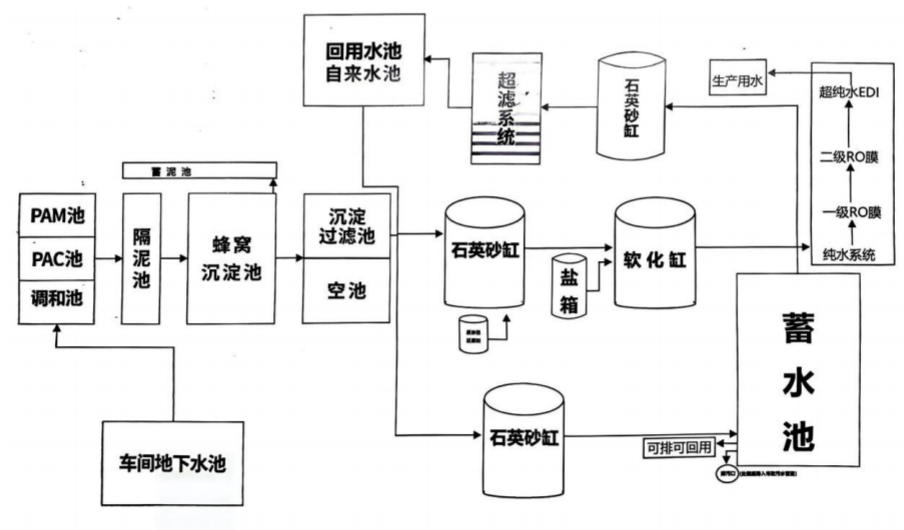 回用水池
自来水池
超滤系统
石英砂缸
生产用水
超纯水EDI
二级RO膜
一级RO膜
纯水系统
蓄泥池
PAM池
PAC池
调和池
隔泥池
蜂窝
沉淀池
沉淀
过滤池
空池
石英砂缸
盐箱
软化缸
蓄水池
石英砂缸
可排可回用
车间地下水池